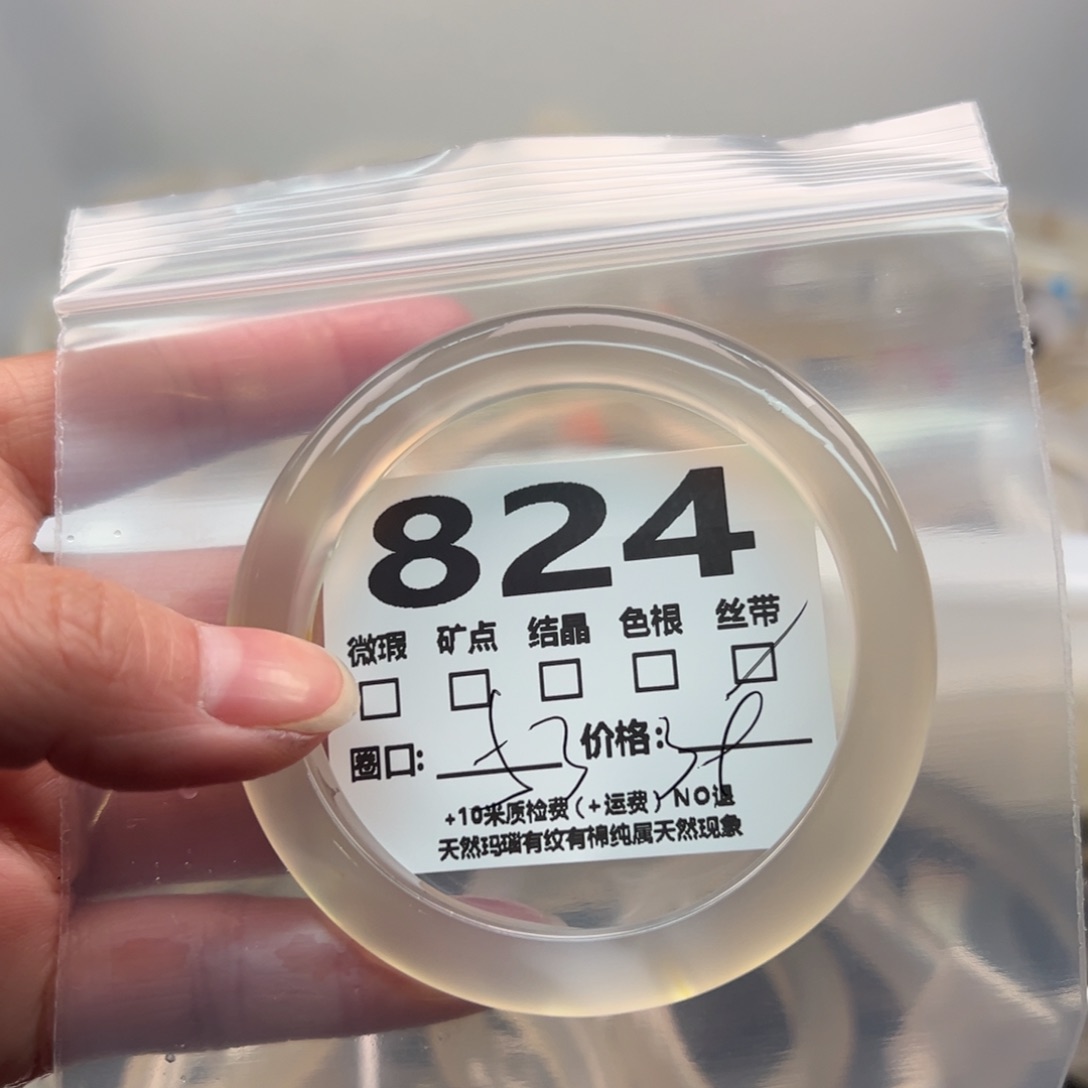 824
微瑕 矿点 结晶 色根 丝带
圈口: 价格:
+10米质检费(+运费)NO退
天然玛瑙有纹有棉纯属天然现象